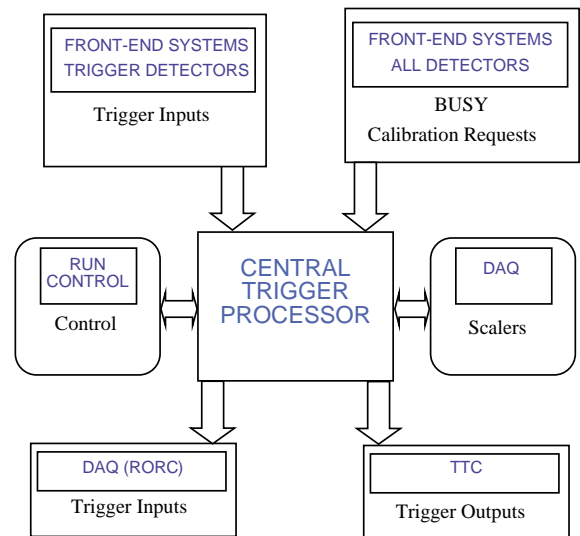 FRONT-END SYSTEMS
TRIGGER DETECTORS
Trigger Inputs
FRONT-END SYSTEMS
ALL DETECTORS
BUSY
Calibration Requests
RUN
CONTROL
Control
CENTRAL
TRIGGER
PROCESSOR
DAQ
Scalers
DAQ (RORC)
Trigger Inputs
TTC
Trigger Outputs